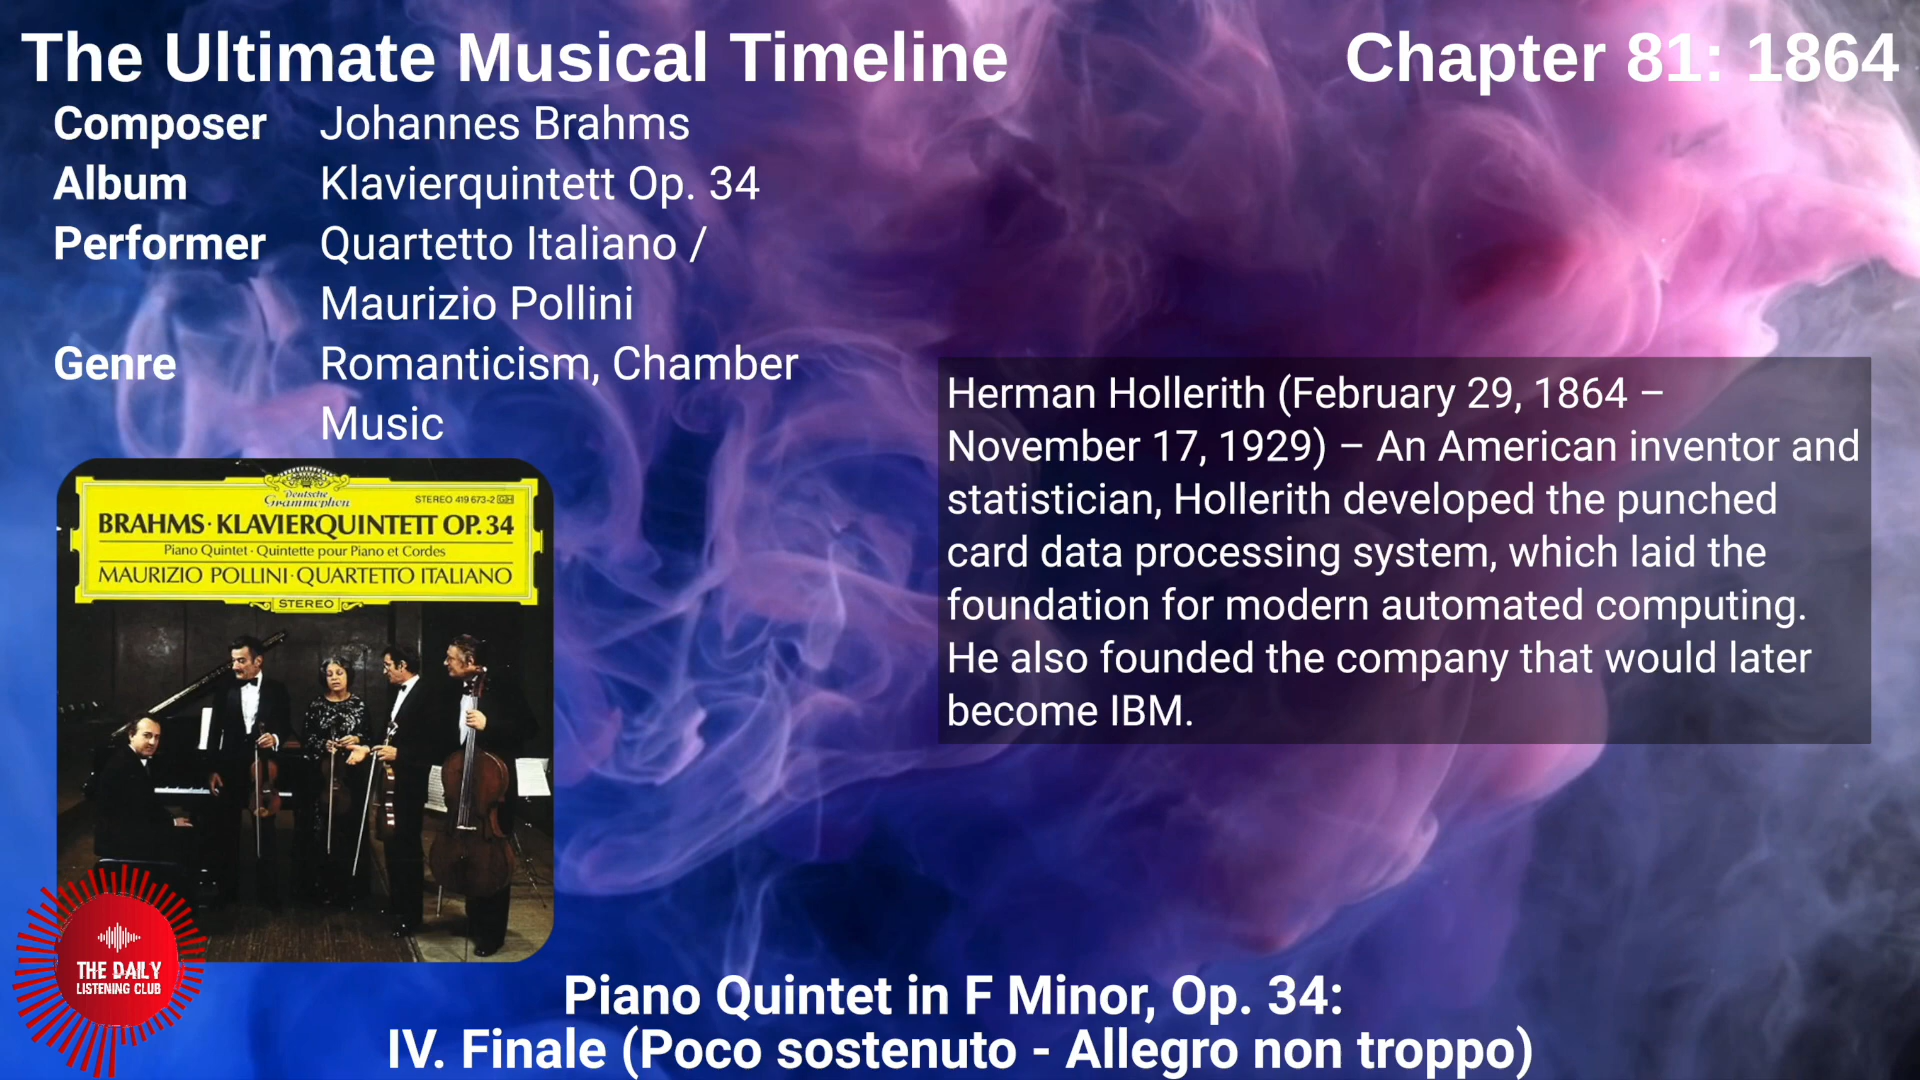 The Ultimate Musical Timeline
Chapter 81: 1864
Composer Johannes Brahms
Album Klavierquintett Op. 34
Performer Quartetto Italiano /
Maurizio Pollini
Genre Romanticism, Chamber
Music
Herman Hollerith (February 29, 1864 –
November 17, 1929) – An American inventor and
statistician, Hollerith developed the punched
card data processing system, which laid the
foundation for modern automated computing.
He also founded the company that would later
become IBM.
Deutsche
Grammophon
STEREO 419 673-2 GH
BRAHMS · KLAVIERQUINTETT OP. 34
Piano Quintet · Quintette pour Piano et Cordes
MAURIZIO POLLINI · QUARTETTO ITALIANO
STEREO
THE DAILY
LISTENING CLUB
Piano Quintet in F Minor, Op. 34:
IV. Finale (Poco sostenuto - Allegro non troppo)